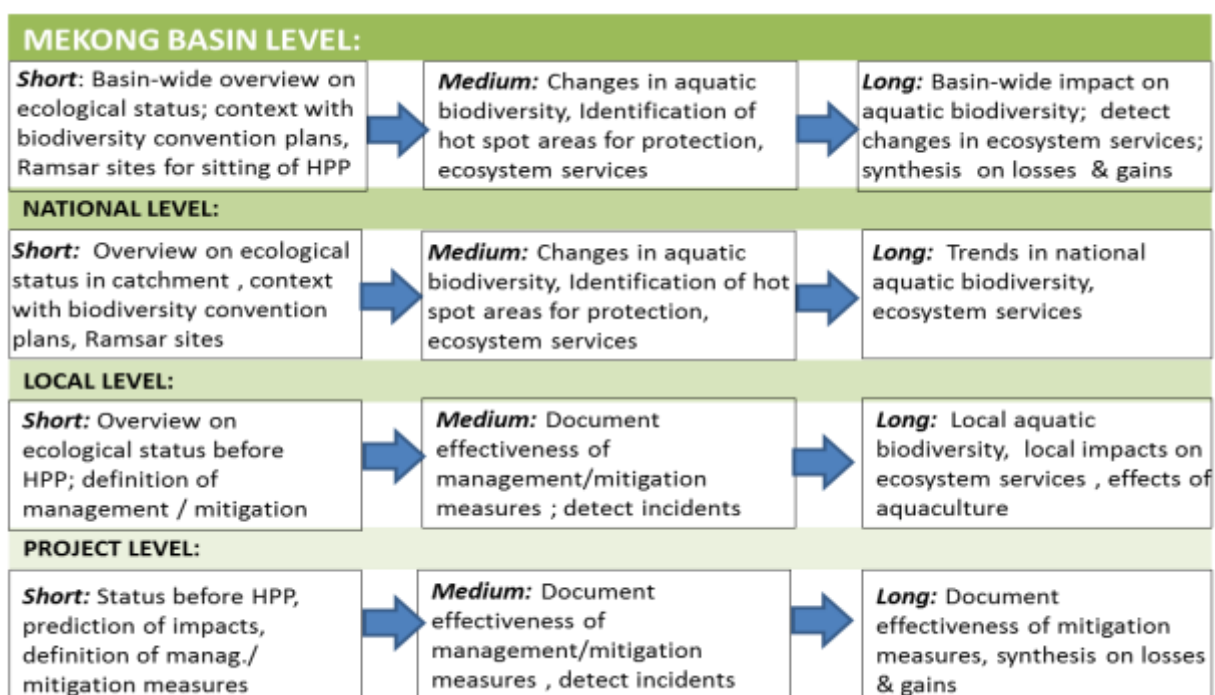 MEKONG BASIN LEVEL:
Short: Basin-wide overview on
ecological status; context with
biodiversity convention plans,
Ramsar sites for sitting of HPP
Medium: Changes in aquatic
biodiversity, Identification of
hot spot areas for protection,
ecosystem services
Long: Basin-wide impact on
aquatic biodiversity; detect
changes in ecosystem services;
synthesis on losses & gains
NATIONAL LEVEL:
Short: Overview on ecological
status in catchment , context
with biodiversity convention
plans, Ramsar sites
Medium: Changes in aquatic
biodiversity, Identification of hot
spot areas for protection,
ecosystem services
Long: Trends in national
aquatic biodiversity,
ecosystem services
LOCAL LEVEL:
Short: Overview on
ecological status before
HPP; definition of
management / mitigation
Medium: Document
effectiveness of
management/mitigation
measures ; detect incidents
Long: Local aquatic
biodiversity, local impacts on
ecosystem services , effects of
aquaculture
PROJECT LEVEL:
Short: Status before HPP,
prediction of impacts,
definition of manag./
mitigation measures
Medium: Document
effectiveness of
management/mitigation
measures , detect incidents
Long: Document
effectiveness of mitigation
measures, synthesis on losses
& gains